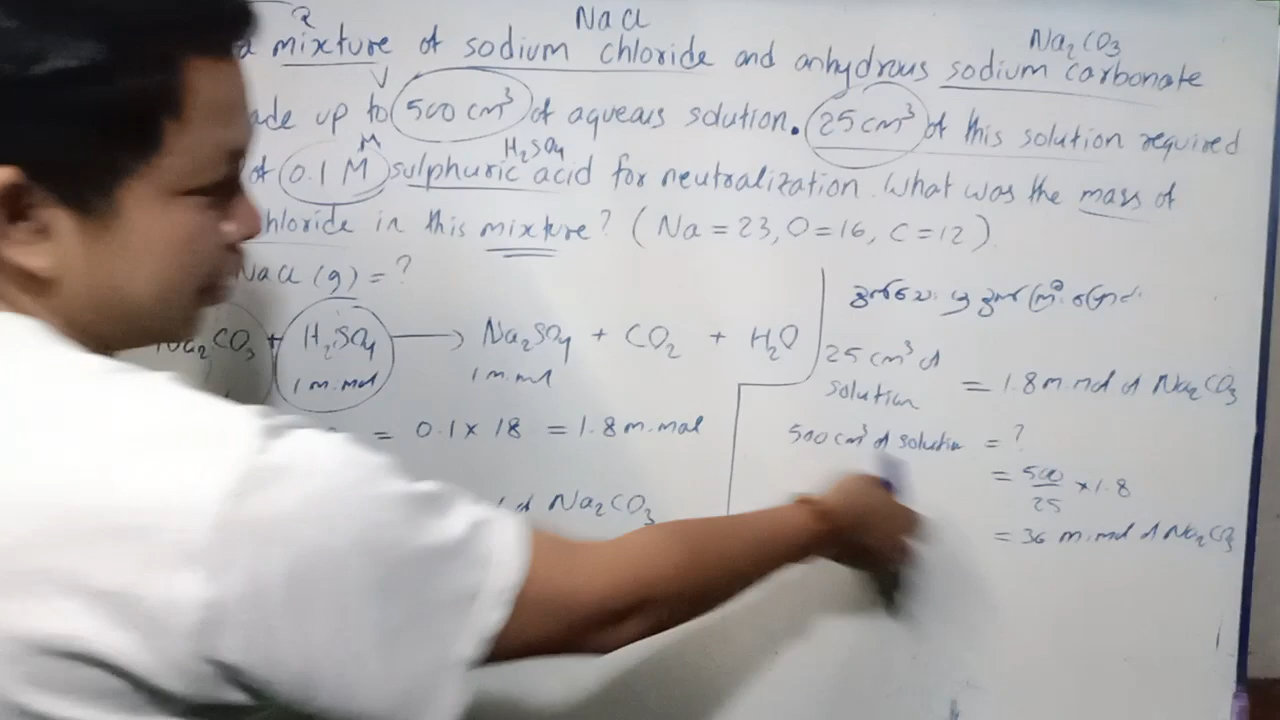 NaCl
Na2CO3
a mixture of sodium chloride and anhydrous sodium carbonate
ade up to 500 cm³ of aqueous solution. 25 cm³ of this solution required
M
H2SO4
of 0.1 M sulphuric acid for neutralization. What was the mass of
hloride in this mixture? (Na = 23, O = 16, C = 12).
NaCl (g) = ?
Na2CO3 + H2SO4 → Na2SO4 + CO2 + H2O
1 m.mol 1 m.mol
= 0.1 × 18 = 1.8 m.mol
of Na2CO3
25 cm³ of
solution = 1.8 m.mol of Na2CO3
500 cm³ of solution = ?
= 500/25 × 1.8
= 36 m.mol of Na2CO3